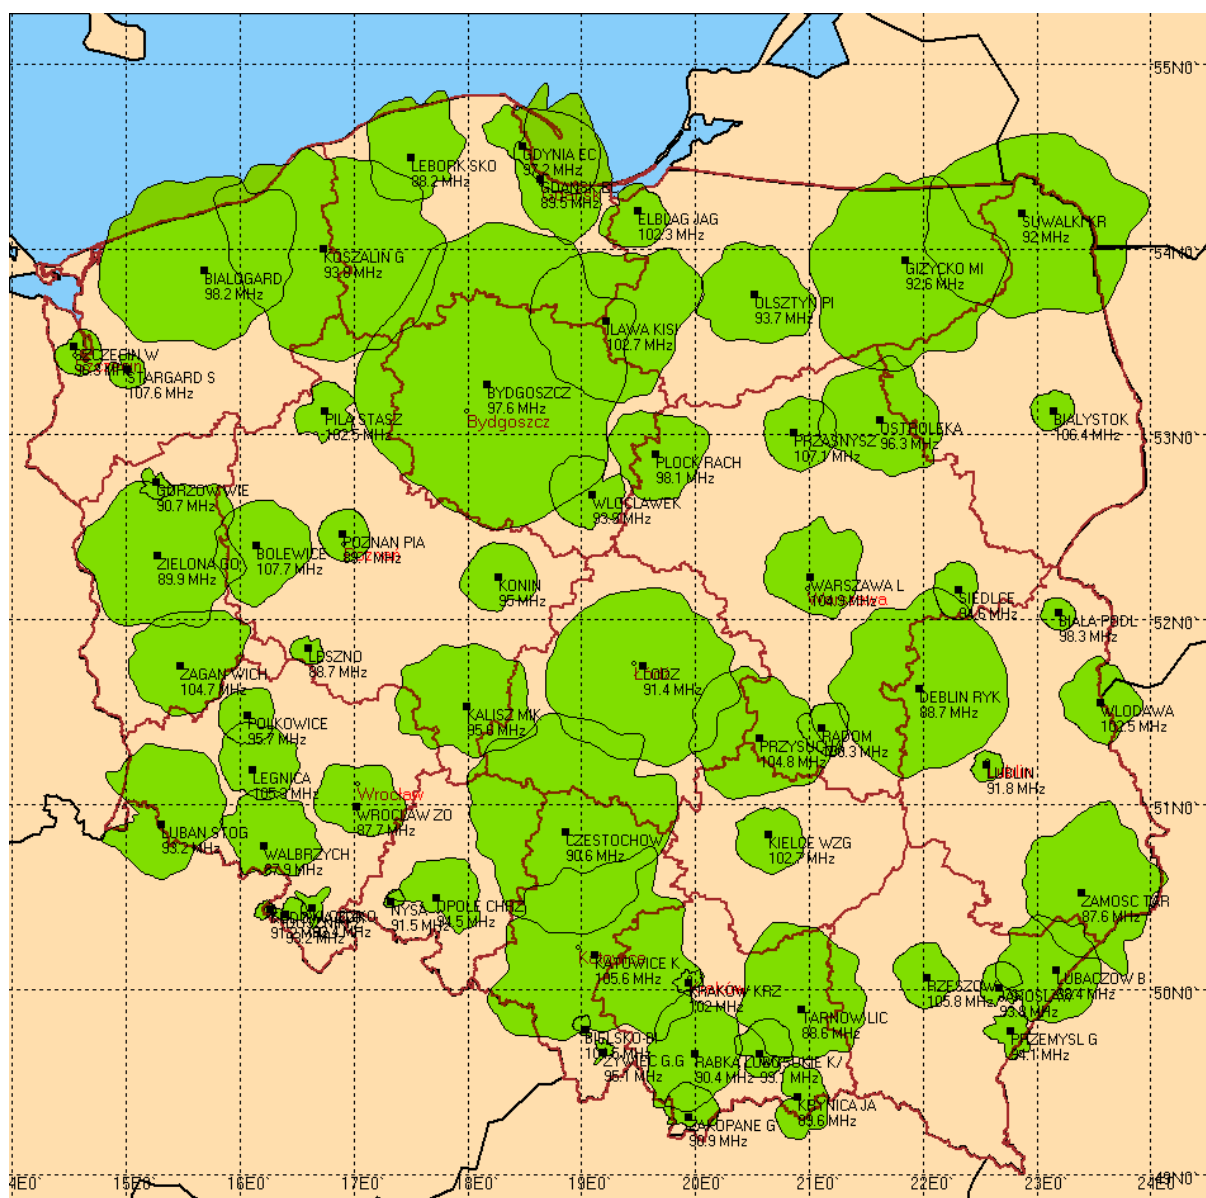 55N0`
LEBORK SKO
88.2 MHz
GDYNIA EC
97.2 MHz
GDANSK
89.5 MHz
ELBLAG JAG
102.3 MHz
SUWALKI KR
92 MHz
54N0`
KOSZALIN G
BIALOGARD
98.2 MHz
GIZYCKO MI
92.6 MHz
OLSZTYN PI
93.7 MHz
ILAWA KISI
102.7 MHz
STARGARD S
107.6 MHz
BYDGOSZCZ
97.6 MHz
Bydgoszcz
PILA STASZ
102.5 MHz
BIALYSTOK
106.4 MHz
53N0`
OSTROLEKA
96.3 MHz
PRZASNYSZ
107.1 MHz
PLOCK RACH
98.1 MHz
GORZOW WIE
90.7 MHz
WLOCLAWEK
POZNAN PIA
89.1 MHz
BOLEWICE
107.7 MHz
ZIELONA GO
89.9 MHz
KONIN
95 MHz
WARSZAWA L
SIEDLCE
BIALA PODL
98.3 MHz
52N0`
LESZNO
88.7 MHz
ZAGAN WICH
104.7 MHz
LODZ
91.4 MHz
DEBLIN RYK
88.7 MHz
KALISZ MIK
WLODAWA
102.5 MHz
POLKOWICE
95.7 MHz
RADOM
PRZYSUCHA
104.8 MHz
LEGNICA
LUBLIN
91.8 MHz
Wrocław
WROCLAW ZO
87.7 MHz
51N0`
LUBAN STOG
93.2 MHz
CZESTOCHOW
90.6 MHz
KIELCE WZG
102.7 MHz
WALBRZYCH
87.9 MHz
OPOLE CHRZ
94.5 MHz
NYSA
91.5 MHz
ZAMOSC TAR
87.6 MHz
Katowice
KATOWICE K
105.6 MHz
LUBACZOW B
RZESZOW
105.8 MHz
50N0`
KRAKOW KRZ
102 MHz
JAROSLAW
93.8 MHz
TARNOW LIC
88.6 MHz
BIELSKO-BI
PRZEMYSL G
94.1 MHz
ZYWIEC G.G
95.1 MHz
RABKA LUBO
90.4 MHz
99.1 MHz
KRYNICA JA
89.6 MHz
ZAKOPANE G
98.9 MHz
49N0`
4E0` 15E0` 16E0` 17E0` 18E0` 19E0` 20E0` 21E0` 22E0` 23E0` 24E0`